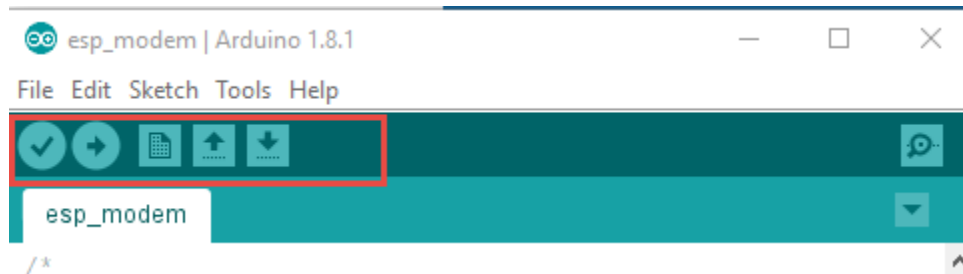 esp_modem | Arduino 1.8.1
File Edit Sketch Tools Help
esp_modem
/*